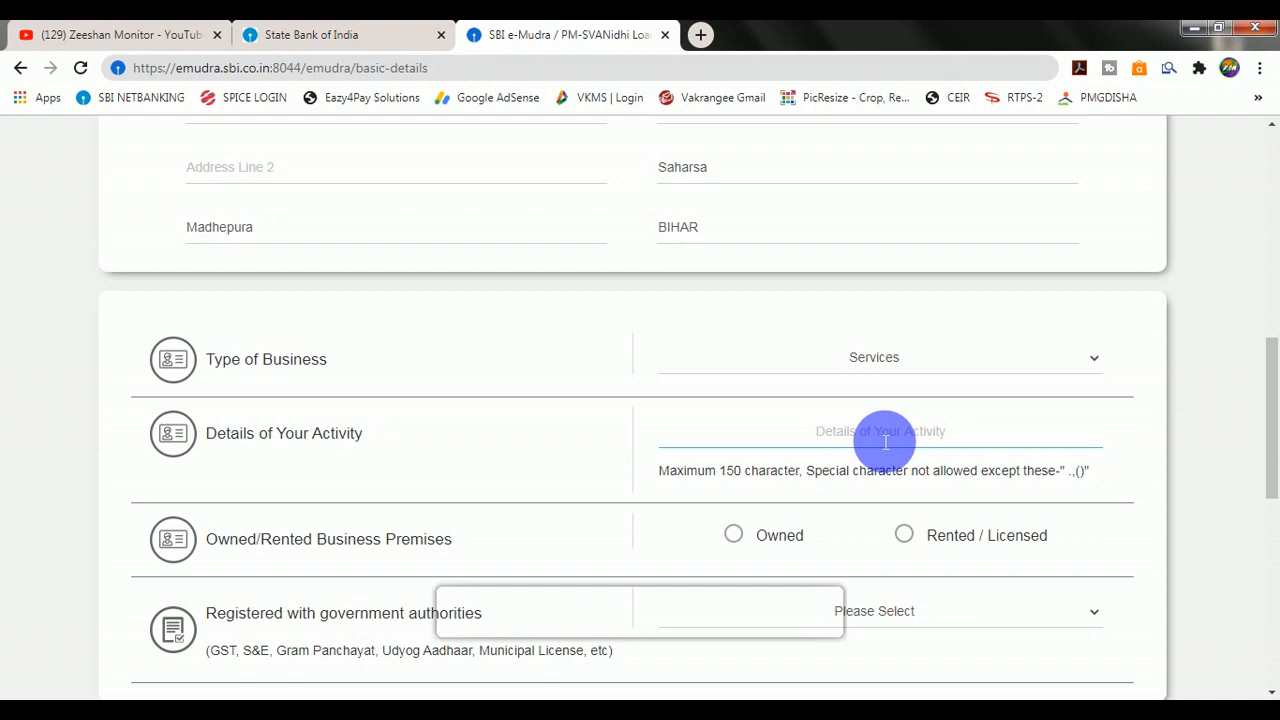 (129) Zeeshan Monitor - YouTub
State Bank of India
SBI e-Mudra / PM-SVANidhi Loa
https://emudra.sbi.co.in:8044/emudra/basic-details
Apps
SBI NETBANKING
SPICE LOGIN
Eazy4Pay Solutions
Google AdSense
VKMS | Login
Vakrangee Gmail
PicResize - Crop, Re...
CEIR
RTPS-2
PMGDISHA
»
Address Line 2
Saharsa
Madhepura
BIHAR
Type of Business
Services
Details of Your Activity
Details of Your Activity
Maximum 150 character, Special character not allowed except these-" .,()"
Owned/Rented Business Premises
Owned
Rented / Licensed
Registered with government authorities
Please Select
(GST, S&E, Gram Panchayat, Udyog Aadhaar, Municipal License, etc)